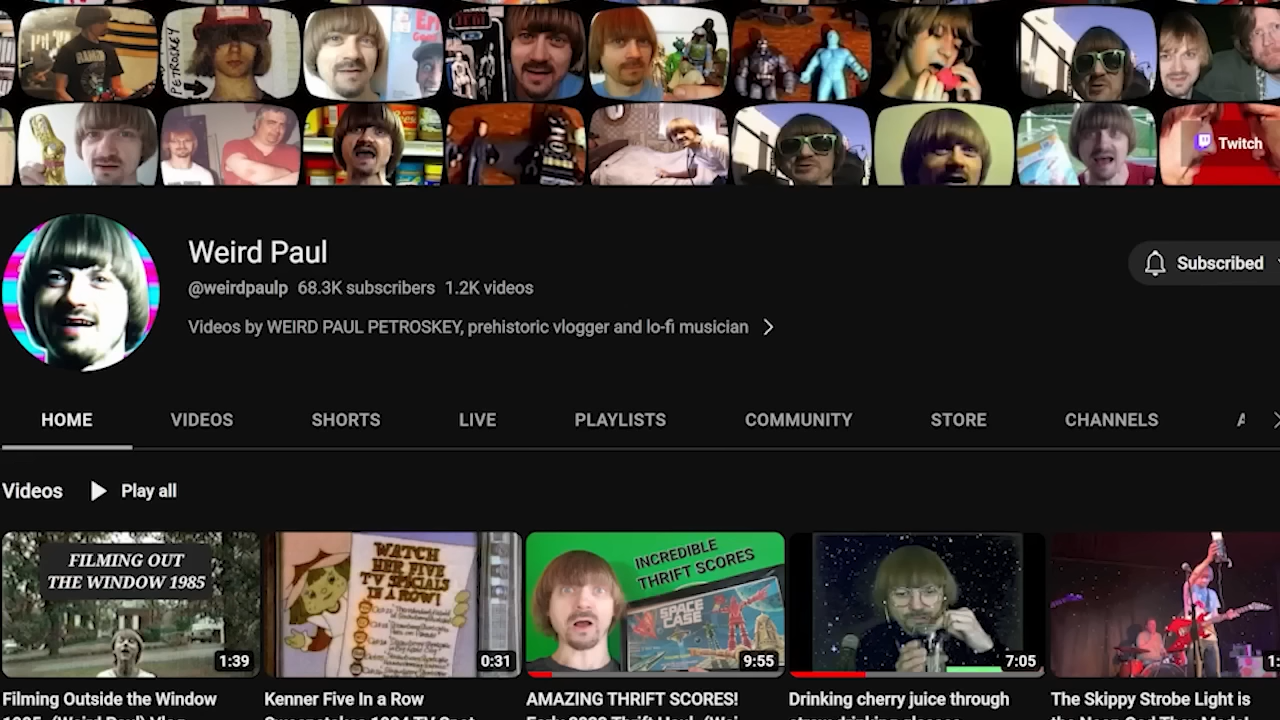 PETROSKEY
Twitch
Weird Paul
@weirdpaulp 68.3K subscribers 1.2K videos
Subscribed
Videos by WEIRD PAUL PETROSKEY, prehistoric vlogger and lo-fi musician
HOME VIDEOS SHORTS LIVE PLAYLISTS COMMUNITY STORE CHANNELS
Videos Play all
FILMING OUT
THE WINDOW 1985
1:39
WATCH
HER FIVE
TV SPECIALS
IN A ROW!
0:31
INCREDIBLE
THRIFT SCORES
SPACE
CASE
9:55
7:05
Filming Outside the Window
Kenner Five In a Row
AMAZING THRIFT SCORES!
Drinking cherry juice through
The Skippy Strobe Light is